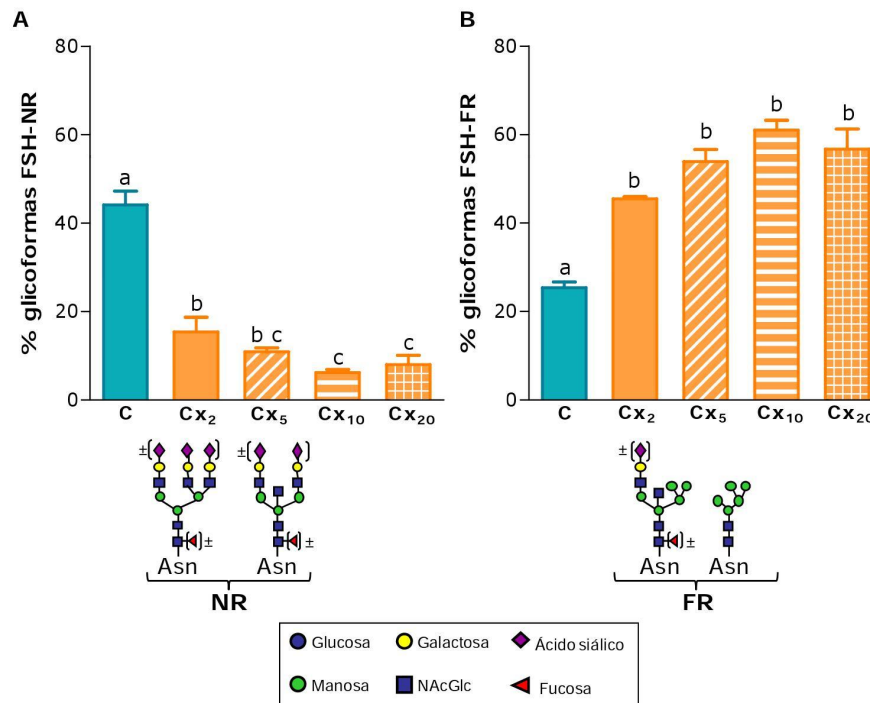 A
% glicoformas FSH-NR
80
60
40
20
0
a
b
b c
c
c
C Cx₂ Cx₅ Cx₁₀ Cx₂₀
B
% glicoformas FSH-FR
80
60
40
20
0
a
b
b
b
b
C Cx₂ Cx₅ Cx₁₀ Cx₂₀
± ±
± ±
Asn Asn
NR
±
±
Asn Asn
FR
Glucosa Galactosa Ácido siálico
Manosa NAcGlc Fucosa